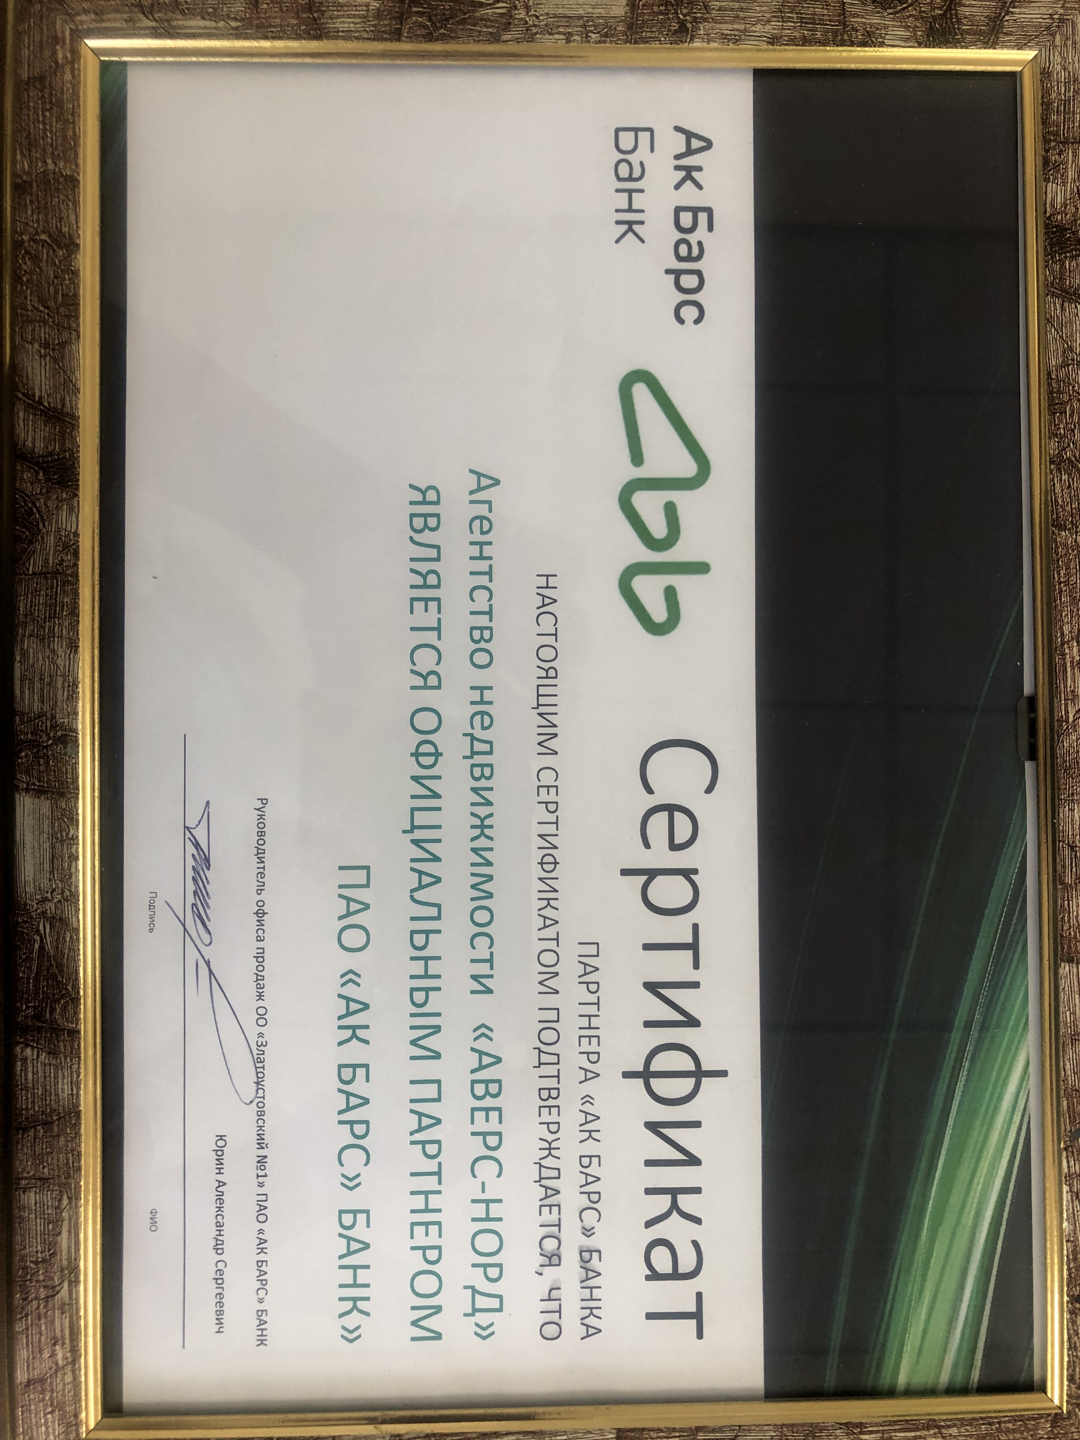 Ак Барс
Банк
Сертификат
ПАРТНЕРА «АК БАРС» БАНКА
НАСТОЯЩИМ СЕРТИФИКАТОМ ПОДТВЕРЖДАЕТСЯ, ЧТО
Агентство недвижимости «АВЕРС-НОРД»
ЯВЛЯЕТСЯ ОФИЦИАЛЬНЫМ ПАРТНЕРОМ
ПАО «АК БАРС» БАНК»
Руководитель офиса продаж ОО «Златоустовский №1» ПАО «АК БАРС» БАНК
Юрин Александр Сергеевич
Подпись
ФИО